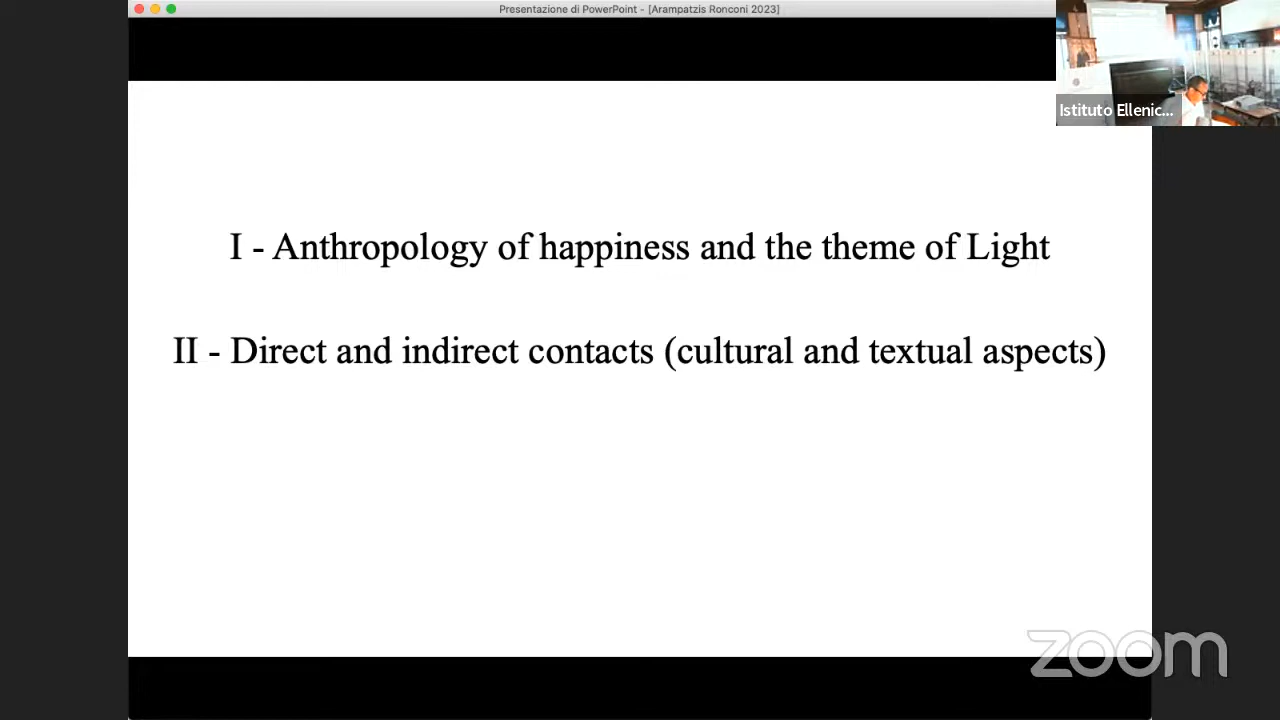 Presentazione di PowerPoint - [Arampatzis Ronconi 2023]
Istituto Ellenic...
I - Anthropology of happiness and the theme of Light
II - Direct and indirect contacts (cultural and textual aspects)
zoom